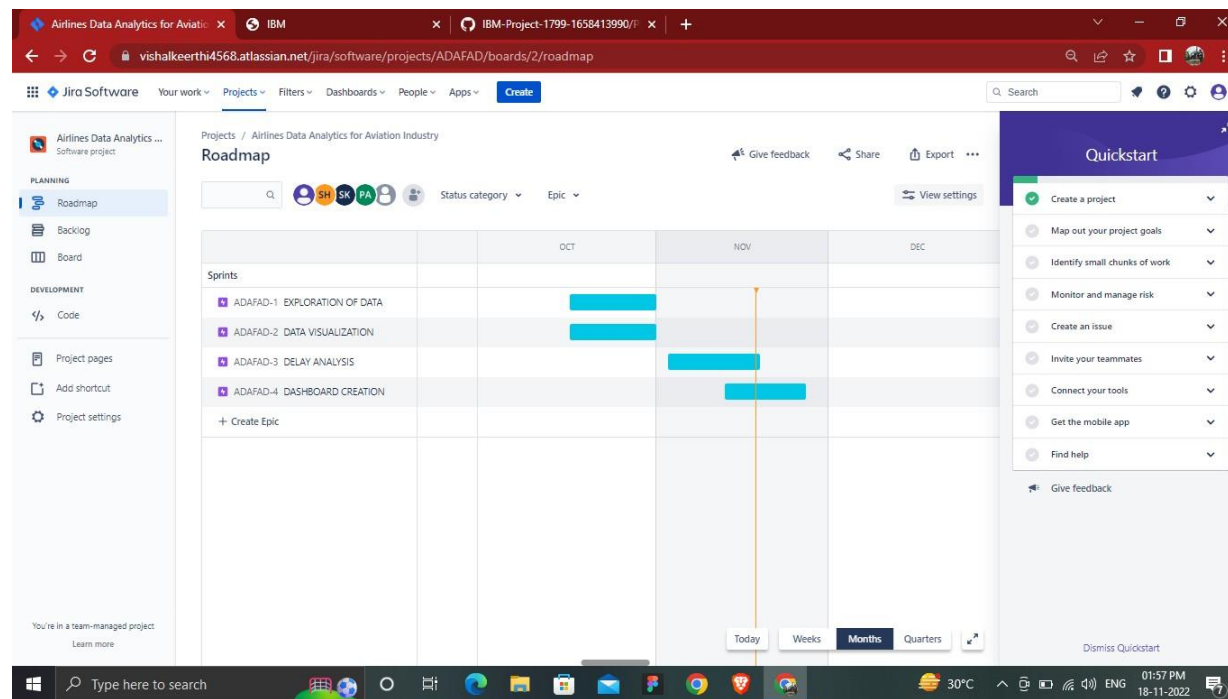 Airlines Data Analytics for Aviatic
IBM
IBM-Project-1799-1658413990/P
vishalkeerthi4568.atlassian.net/jira/software/projects/ADAFAD/boards/2/roadmap
Jira Software Your work Projects Filters Dashboards People Apps Create Search
Airlines Data Analytics ...
Software project
PLANNING
Roadmap
Backlog
Board
DEVELOPMENT
Code
Project pages
Add shortcut
Project settings
You're in a team-managed project
Learn more
Projects / Airlines Data Analytics for Aviation Industry
Roadmap
Give feedback Share Export
SH SK PA Status category Epic View settings
OCT NOV DEC
Sprints
ADAFAD-1 EXPLORATION OF DATA
ADAFAD-2 DATA VISUALIZATION
ADAFAD-3 DELAY ANALYSIS
ADAFAD-4 DASHBOARD CREATION
+ Create Epic
Today Weeks Months Quarters
Quickstart
Create a project
Map out your project goals
Identify small chunks of work
Monitor and manage risk
Create an issue
Invite your teammates
Connect your tools
Get the mobile app
Find help
Give feedback
Dismiss Quickstart
Type here to search
30°C ENG 01:57 PM
18-11-2022